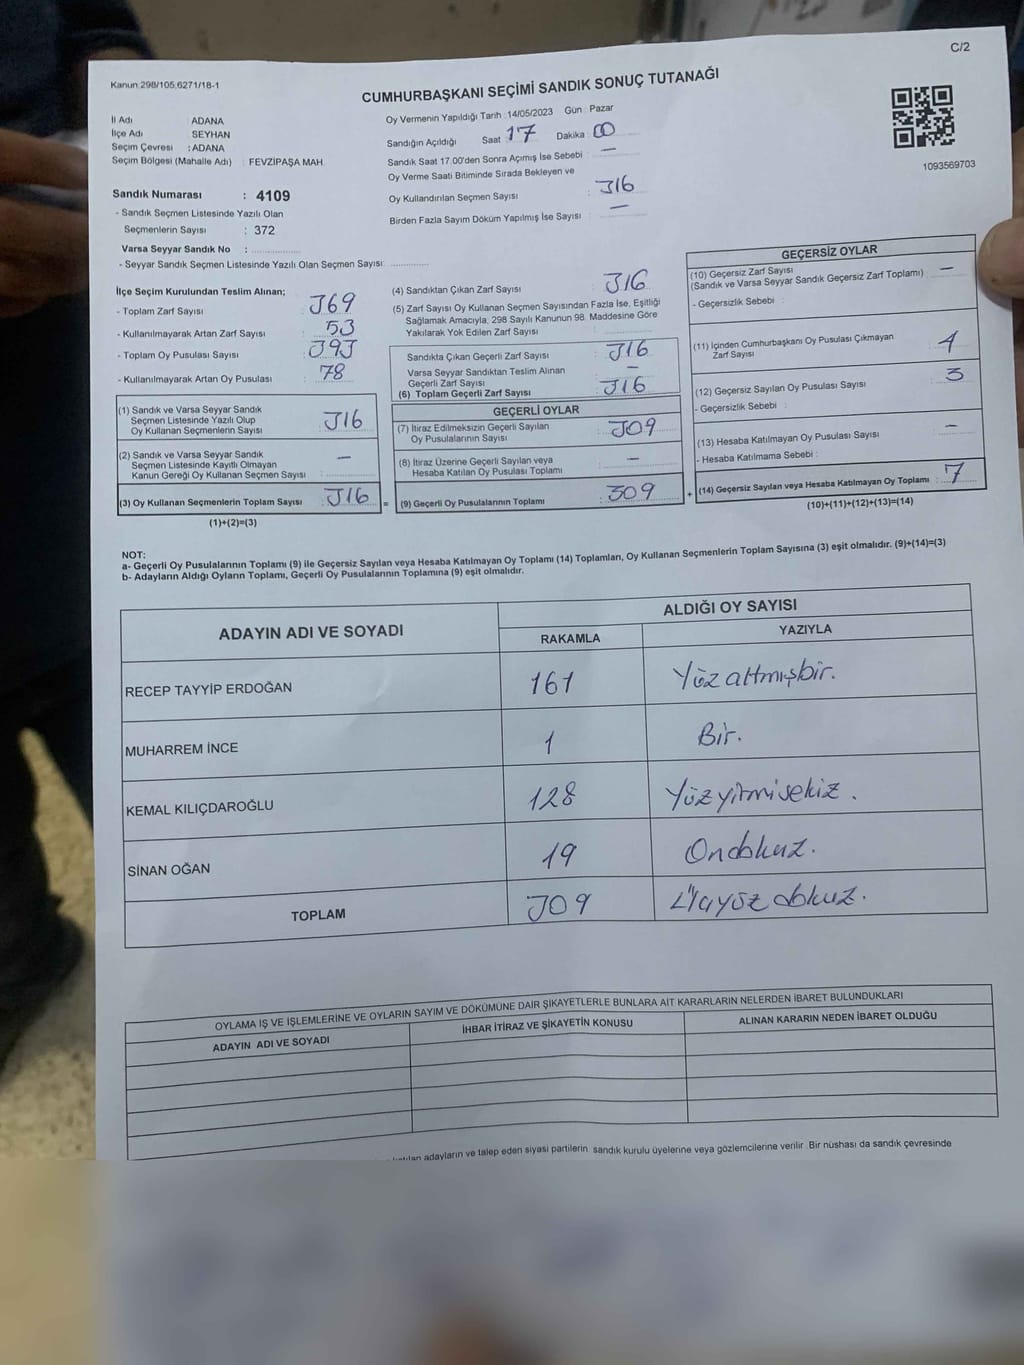 C/2
Kanun 298/105,6271/18-1
CUMHURBAŞKANI SEÇİMİ SANDIK SONUÇ TUTANAĞI
1093569703
İl Adı : ADANA
İlçe Adı : SEYHAN
Seçim Çevresi : ADANA
Seçim Bölgesi (Mahalle Adı) : FEVZİPAŞA MAH.
Sandık Numarası : 4109
- Sandık Seçmen Listesinde Yazılı Olan
Seçmenlerin Sayısı : 372
Varsa Seyyar Sandık No :
- Seyyar Sandık Seçmen Listesinde Yazılı Olan Seçmen Sayısı:
Oy Vermenin Yapıldığı Tarih : 14/05/2023 Gün : Pazar
Sandığın Açıldığı Saat 17 Dakika 00
Sandık Saat 17.00'den Sonra Açımış İse Sebebi : —
Oy Verme Saati Bitiminde Sırada Bekleyen ve
Oy Kullandırılan Seçmen Sayısı : 316
Birden Fazla Sayım Döküm Yapılmış İse Sayısı : —
İlçe Seçim Kurulundan Teslim Alınan;
- Toplam Zarf Sayısı : 369
- Kullanılmayarak Artan Zarf Sayısı : 53
- Toplam Oy Pusulası Sayısı : 393
- Kullanılmayarak Artan Oy Pusulası : 78
(1) Sandık ve Varsa Seyyar Sandık
Seçmen Listesinde Yazılı Olup
Oy Kullanan Seçmenlerin Sayısı : 316
(2) Sandık ve Varsa Seyyar Sandık
Seçmen Listesinde Kayıtlı Olmayan
Kanun Gereği Oy Kullanan Seçmen Sayısı : —
(3) Oy Kullanan Seçmenlerin Toplam Sayısı : 316
(1)+(2)=(3)
(4) Sandıktan Çıkan Zarf Sayısı : 316
(5) Zarf Sayısı Oy Kullanan Seçmen Sayısından Fazla İse, Eşitliği
Sağlamak Amacıyla, 298 Sayılı Kanunun 98. Maddesine Göre
Yakılarak Yok Edilen Zarf Sayısı :
Sandıkta Çıkan Geçerli Zarf Sayısı : 316
Varsa Seyyar Sandıktan Teslim Alınan
Geçerli Zarf Sayısı : —
(6) Toplam Geçerli Zarf Sayısı : 316
GEÇERLİ OYLAR
(7) İtiraz Edilmeksizin Geçerli Sayılan
Oy Pusulalarının Sayısı : 309
(8) İtiraz Üzerine Geçerli Sayılan veya
Hesaba Katılan Oy Pusulası Toplamı : —
= (9) Geçerli Oy Pusulalarının Toplamı : 309
GEÇERSİZ OYLAR
(10) Geçersiz Zarf Sayısı
(Sandık ve Varsa Seyyar Sandık Geçersiz Zarf Toplamı) : —
- Geçersizlik Sebebi :
(11) İçinden Cumhurbaşkanı Oy Pusulası Çıkmayan
Zarf Sayısı : 4
(12) Geçersiz Sayılan Oy Pusulası Sayısı : 3
- Geçersizlik Sebebi :
(13) Hesaba Katılmayan Oy Pusulası Sayısı : —
- Hesaba Katılmama Sebebi :
+ (14) Geçersiz Sayılan veya Hesaba Katılmayan Oy Toplamı : 7
(10)+(11)+(12)+(13)=(14)
NOT:
a- Geçerli Oy Pusulalarının Toplamı (9) ile Geçersiz Sayılan veya Hesaba Katılmayan Oy Toplamı (14) Toplamları, Oy Kullanan Seçmenlerin Toplam Sayısına (3) eşit olmalıdır. (9)+(14)=(3)
b- Adayların Aldığı Oyların Toplamı, Geçerli Oy Pusulalarının Toplamına (9) eşit olmalıdır.
ADAYIN ADI VE SOYADI
ALDIĞI OY SAYISI
RAKAMLA YAZIYLA
RECEP TAYYİP ERDOĞAN 161 Yüzaltmışbir.
MUHARREM İNCE 1 Bir.
KEMAL KILIÇDAROĞLU 128 Yüzyirmisekiz.
SİNAN OĞAN 19 Ondokuz.
TOPLAM 309 Üçyüzdokuz.
OYLAMA İŞ VE İŞLEMLERİNE VE OYLARIN SAYIM VE DÖKÜMÜNE DAİR ŞİKAYETLERLE BUNLARA AİT KARARLARIN NELERDEN İBARET BULUNDUKLARI
ADAYIN ADI VE SOYADI İHBAR İTİRAZ VE ŞİKAYETİN KONUSU ALINAN KARARIN NEDEN İBARET OLDUĞU
adayların ve talep eden siyasi partilerin sandık kurulu üyelerine veya gözlemcilerine verilir. Bir nüshası da sandık çevresinde